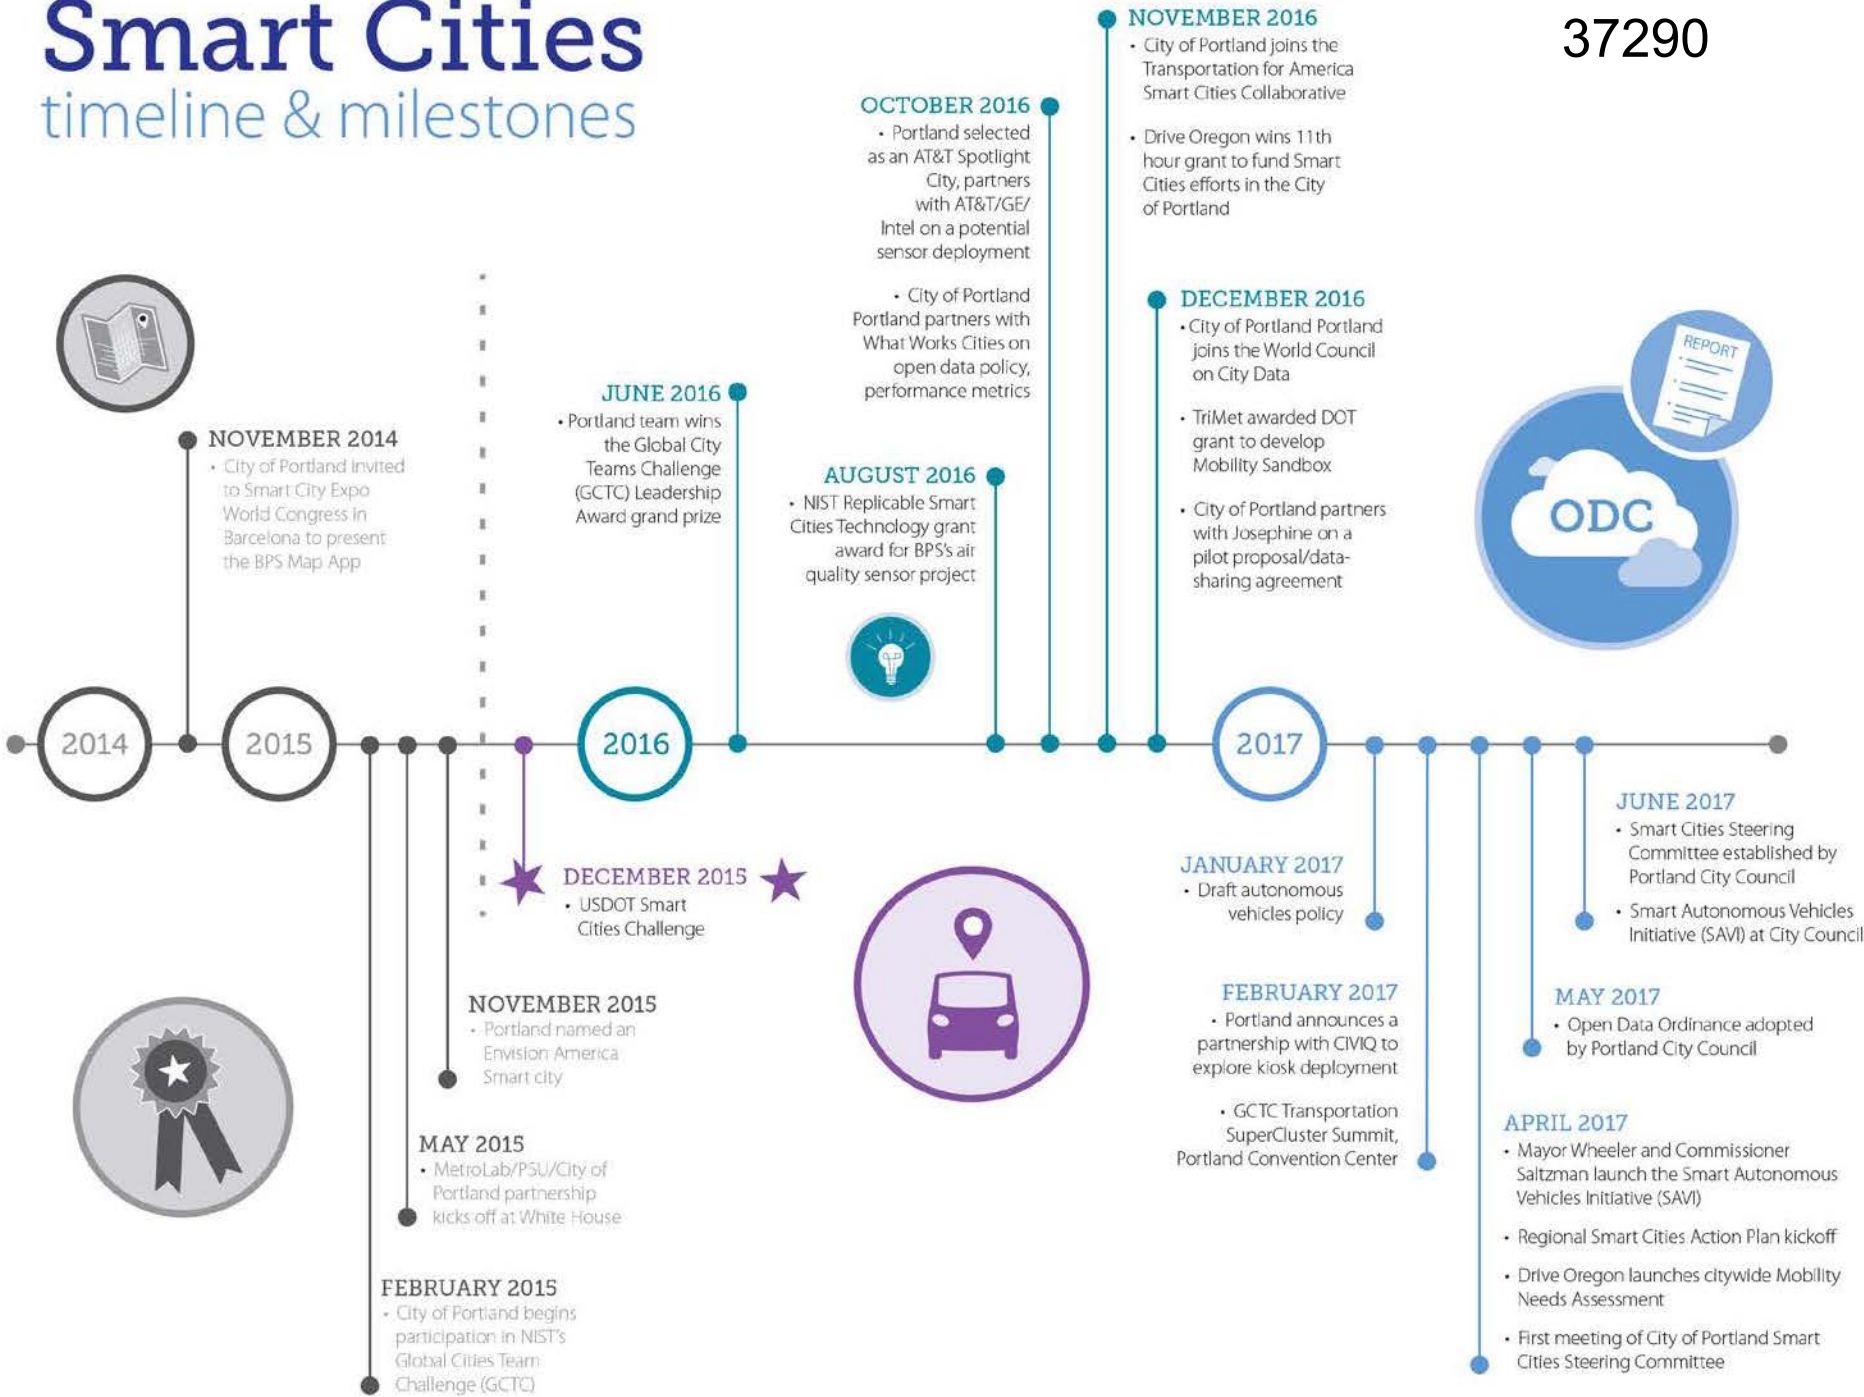 Smart Cities
timeline & milestones
37290
NOVEMBER 2014
• City of Portland invited
to Smart City Expo
World Congress in
Barcelona to present
the BPS Map App
JUNE 2016
• Portland team wins
the Global City
Teams Challenge
(GCTC) Leadership
Award grand prize
AUGUST 2016
• NIST Replicable Smart
Cities Technology grant
award for BPS's air
quality sensor project
OCTOBER 2016
• Portland selected
as an AT&T Spotlight
City, partners
with AT&T/GE/
Intel on a potential
sensor deployment
• City of Portland
Portland partners with
What Works Cities on
open data policy,
performance metrics
NOVEMBER 2016
• City of Portland joins the
Transportation for America
Smart Cities Collaborative
• Drive Oregon wins 11th
hour grant to fund Smart
Cities efforts in the City
of Portland
DECEMBER 2016
• City of Portland Portland
joins the World Council
on City Data
• TriMet awarded DOT
grant to develop
Mobility Sandbox
• City of Portland partners
with Josephine on a
pilot proposal/data-
sharing agreement
REPORT
ODC
2014
2015
2016
2017
DECEMBER 2015
• USDOT Smart
Cities Challenge
NOVEMBER 2015
• Portland named an
Envision America
Smart city
MAY 2015
• MetroLab/PSU/City of
Portland partnership
kicks off at White House
FEBRUARY 2015
• City of Portland begins
participation in NIST's
Global Cities Team
Challenge (GCTC)
JANUARY 2017
• Draft autonomous
vehicles policy
FEBRUARY 2017
• Portland announces a
partnership with CIVIQ to
explore kiosk deployment
• GCTC Transportation
SuperCluster Summit,
Portland Convention Center
JUNE 2017
• Smart Cities Steering
Committee established by
Portland City Council
• Smart Autonomous Vehicles
Initiative (SAVI) at City Council
MAY 2017
• Open Data Ordinance adopted
by Portland City Council
APRIL 2017
• Mayor Wheeler and Commissioner
Saltzman launch the Smart Autonomous
Vehicles Initiative (SAVI)
• Regional Smart Cities Action Plan kickoff
• Drive Oregon launches citywide Mobility
Needs Assessment
• First meeting of City of Portland Smart
Cities Steering Committee